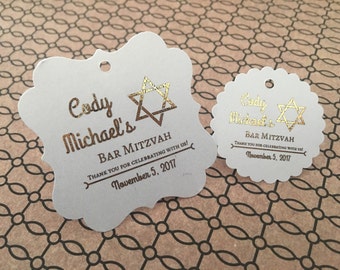 Cody
Michael's
Bar Mitzvah
Thank you for celebrating with us!
November 5, 2017
Cody
Michael's
Bar Mitzvah
Thank you for celebrating with us!
November 5, 2017